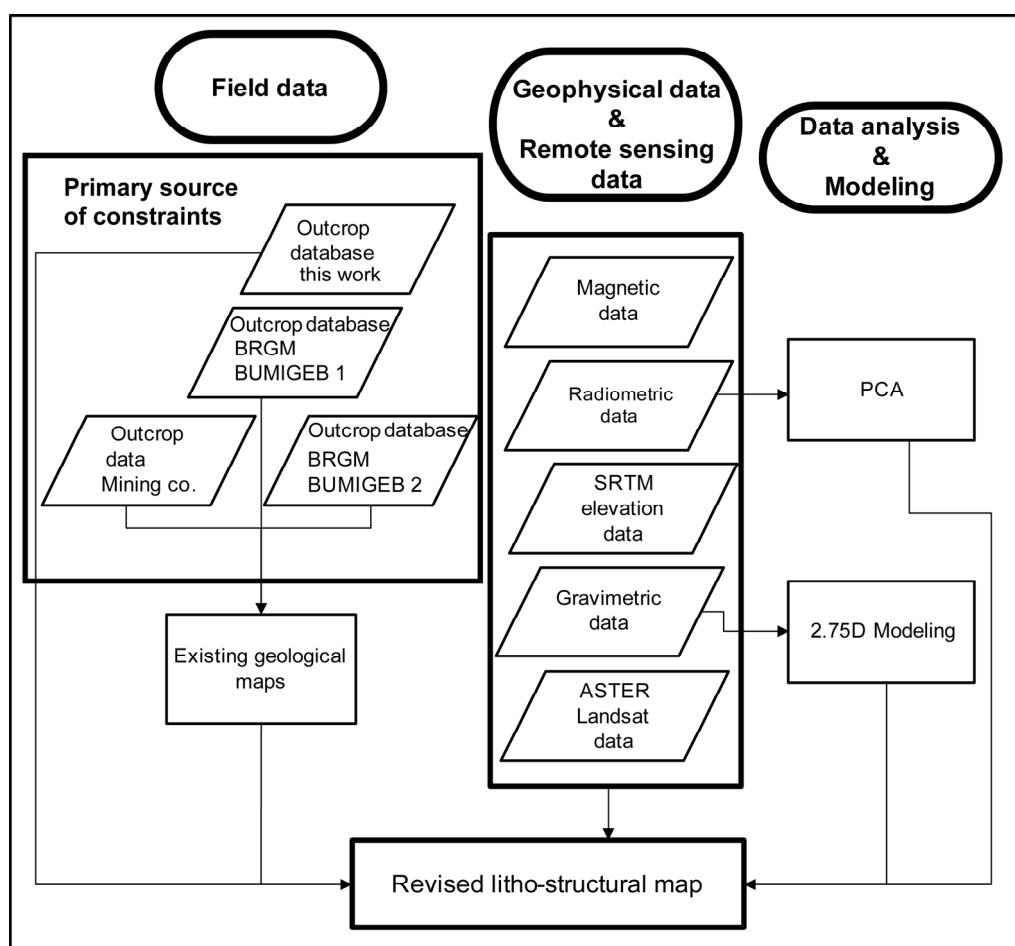 Field data
Geophysical data
&
Remote sensing
data
Data analysis
&
Modeling
Primary source
of constraints
Outcrop
database
this work
Outcrop database
BRGM
BUMIGEB 1
Outcrop
data
Mining co.
Outcrop database
BRGM
BUMIGEB 2
Existing geological
maps
Magnetic
data
Radiometric
data
SRTM
elevation
data
Gravimetric
data
ASTER
Landsat
data
PCA
2.75D Modeling
Revised litho-structural map